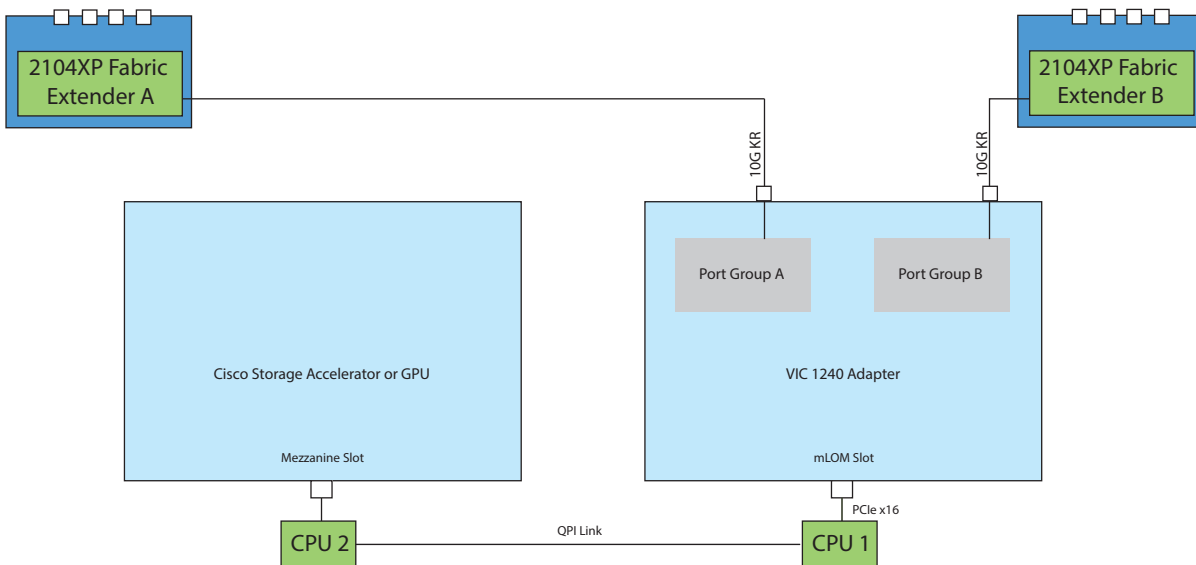 2104XP Fabric
Extender A
2104XP Fabric
Extender B
10G KR
10G KR
Port Group A
Port Group B
Cisco Storage Accelerator or GPU
VIC 1240 Adapter
Mezzanine Slot
mLOM Slot
PCIe x16
QPI Link
CPU 2
CPU 1